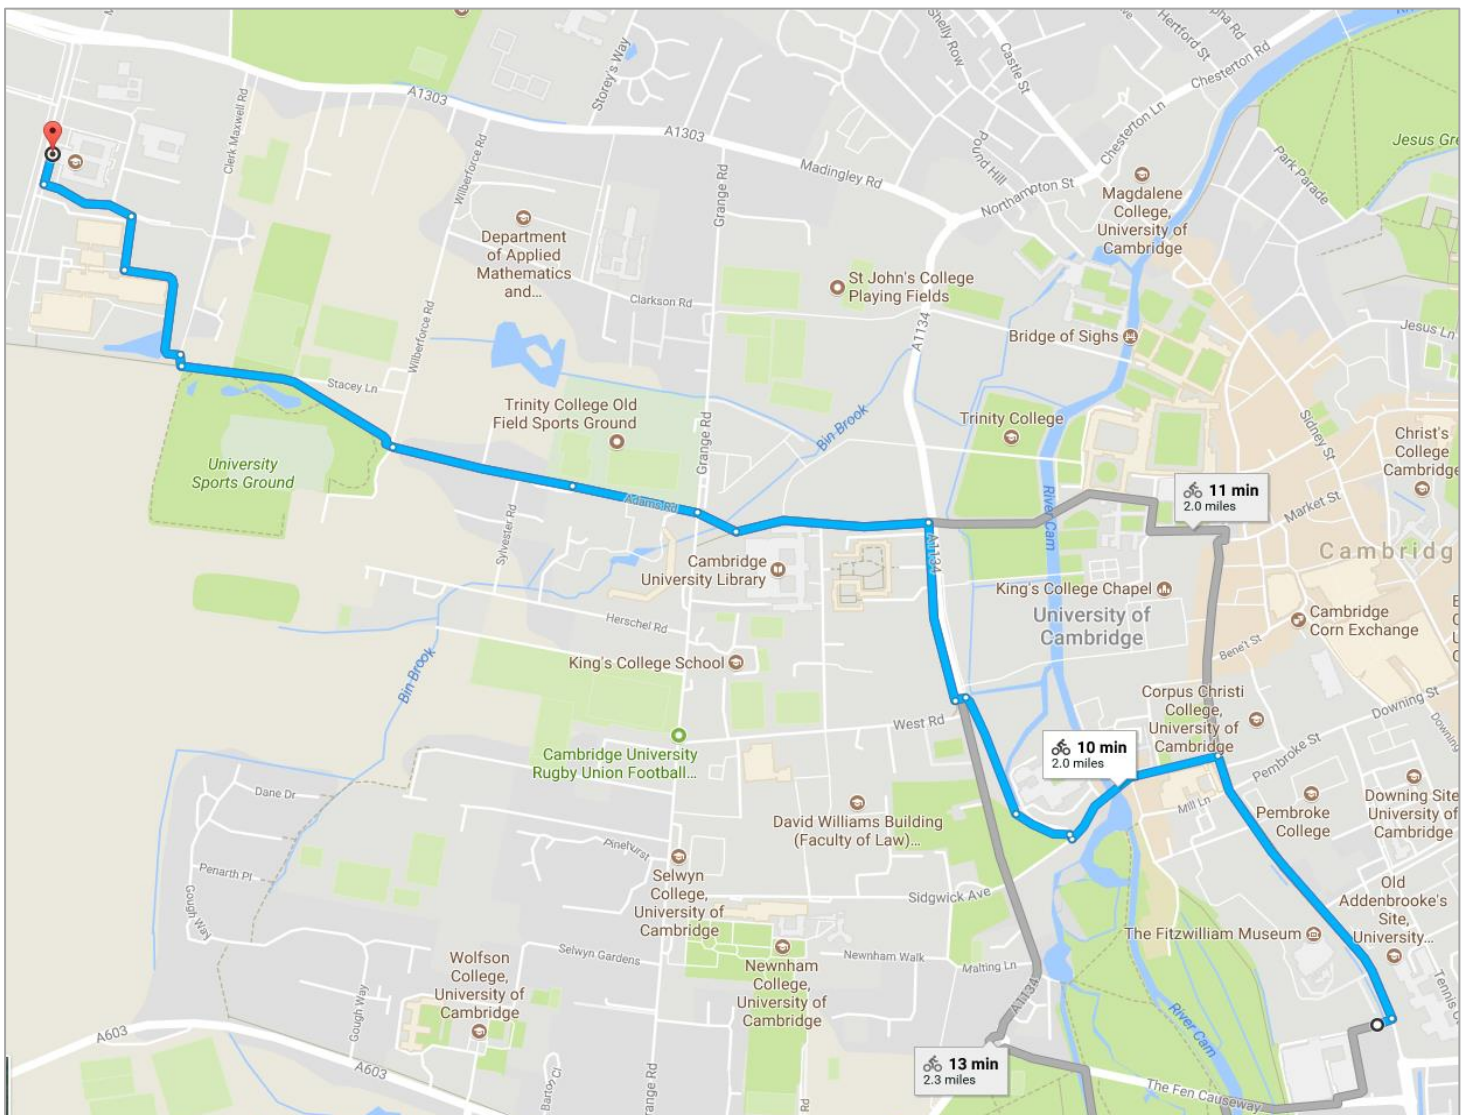 A1303
Clerk Maxwell Rd
Wilberforce Rd
Storey's Way
A1303
Shelly Row
Castle St
Hertford St
Chesterton Rd
Chesterton Ln
Pound Hill
Madingley Rd
Northampton St
Park Parade
Grange Rd
Magdalene
College,
University of
Cambridge
Department
of Applied
Mathematics
and...
St John's College
Playing Fields
Clarkson Rd
A1134
Bridge of Sighs
Jesus Ln
Wilberforce Rd
Stacey Ln
Trinity College Old
Field Sports Ground
Grange Rd
Bin Brook
Trinity College
Sidney St
Christ's
College
Cambridge
University
Sports Ground
Adams Rd
Sylvester Rd
River Cam
11 min
2.0 miles
Market St
A1134
Cambridge
University Library
King's College Chapel
University of
Cambridge
Cambridge
Corn Exchange
Herschel Rd
Bene't St
King's College School
Bin Brook
Corpus Christi
College,
University of
Cambridge
Downing St
West Rd
10 min
2.0 miles
Pembroke St
Cambridge University
Rugby Union Football...
Dane Dr
Mill Ln
Pembroke
College
Downing Site
University of
Cambridge
David Williams Building
(Faculty of Law)...
Pinehurst
Penarth Pl
Selwyn
College,
University of
Cambridge
Sidgwick Ave
Old
Addenbrooke's
Site,
University...
Gough Way
The Fitzwilliam Museum
Selwyn Gardens
Newnham Walk
Malting Ln
Wolfson
College,
University of
Cambridge
Newnham
College,
University of
Cambridge
A1134
Gough Way
River Cam
A603
A603
13 min
2.3 miles
The Fen Causeway
Barton Cl
Grange Rd
Rd